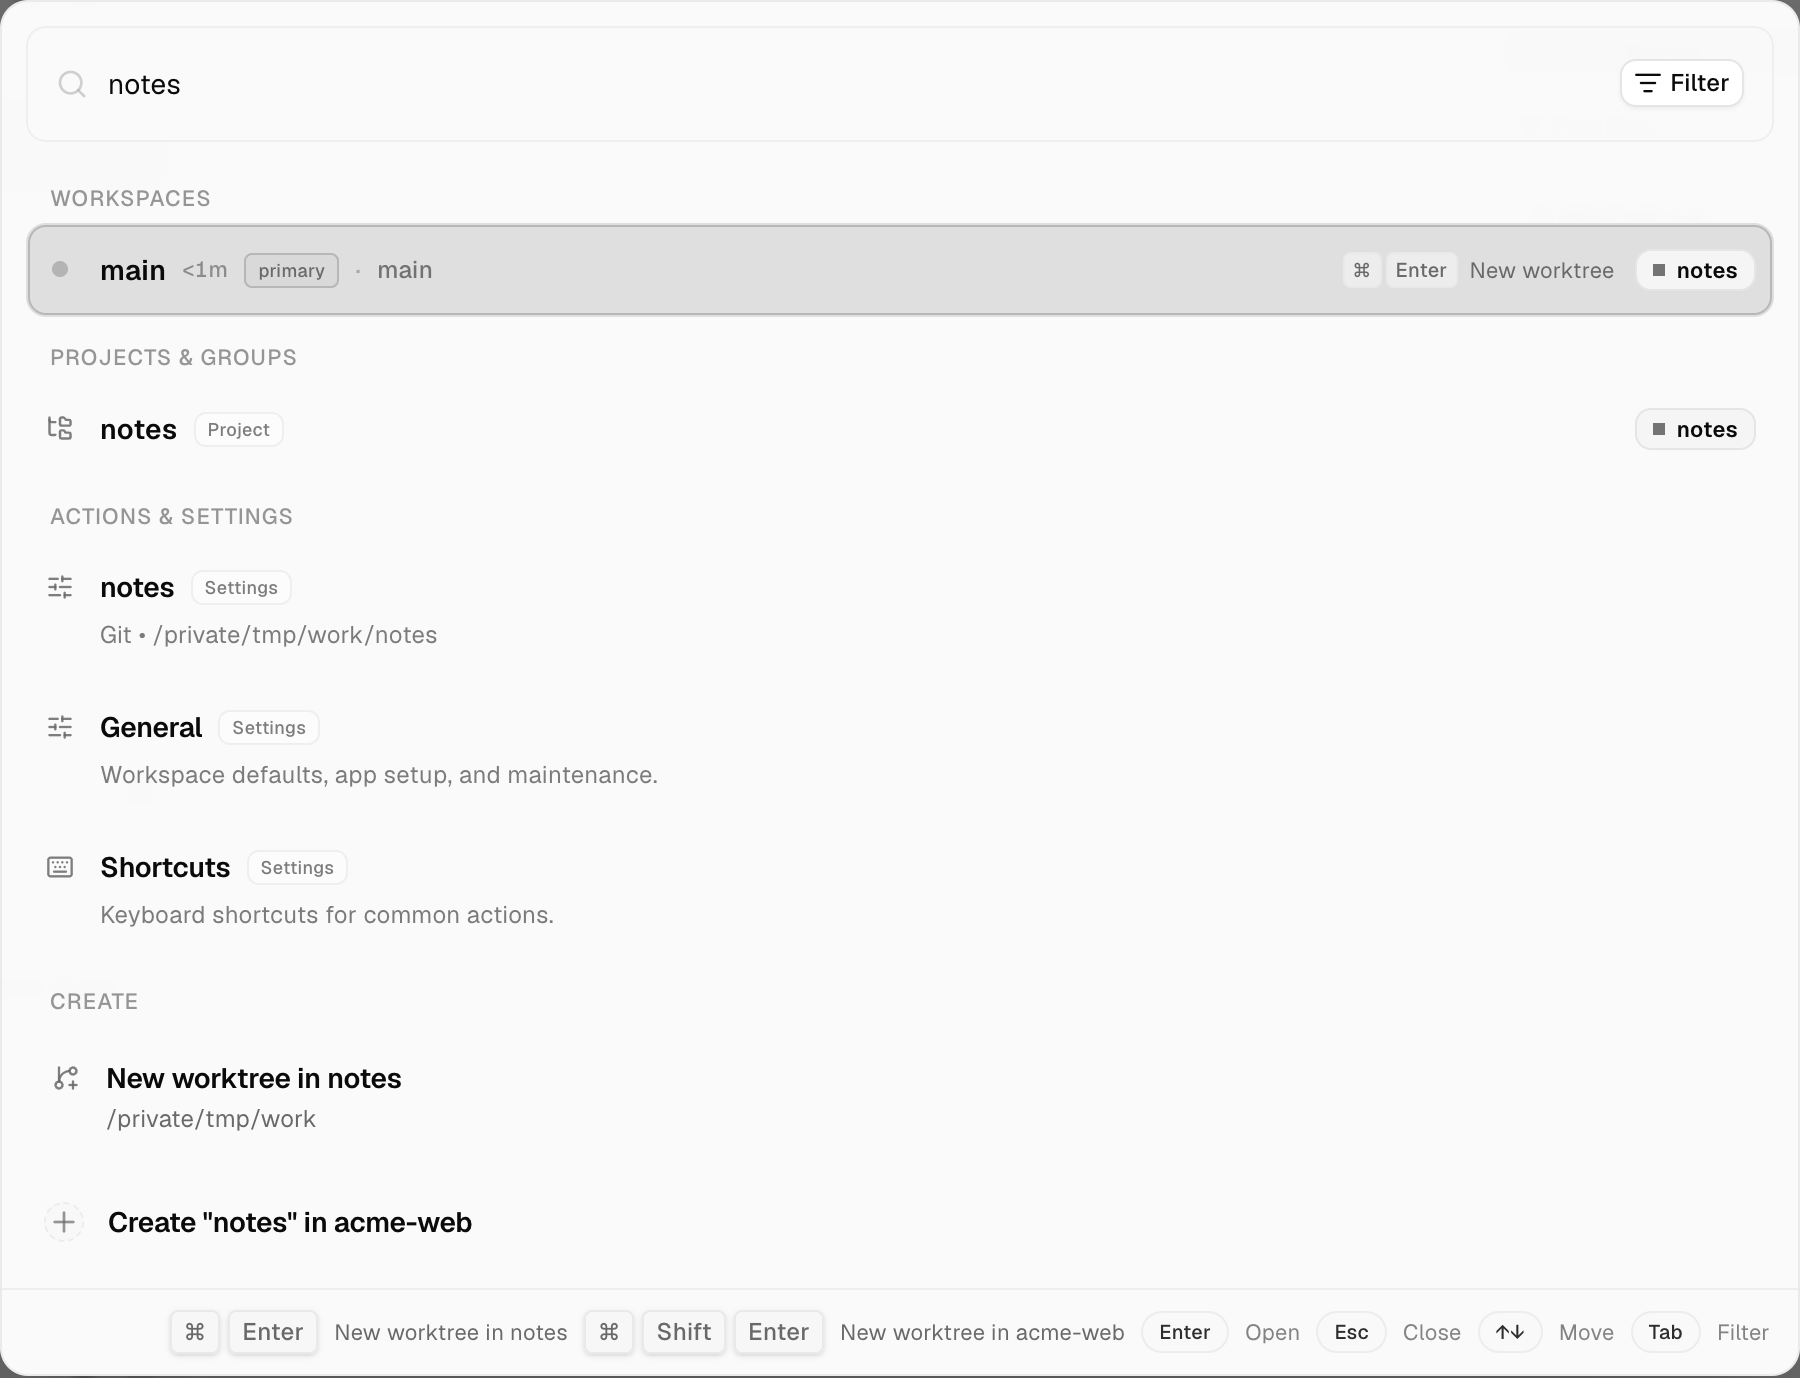 notes
Filter
WORKSPACES
main <1m primary · main ⌘ Enter New worktree notes
PROJECTS & GROUPS
notes Project notes
ACTIONS & SETTINGS
notes Settings
Git • /private/tmp/work/notes
General Settings
Workspace defaults, app setup, and maintenance.
Shortcuts Settings
Keyboard shortcuts for common actions.
CREATE
New worktree in notes
/private/tmp/work
Create "notes" in acme-web
⌘ Enter New worktree in notes ⌘ Shift Enter New worktree in acme-web Enter Open Esc Close ↑↓ Move Tab Filter